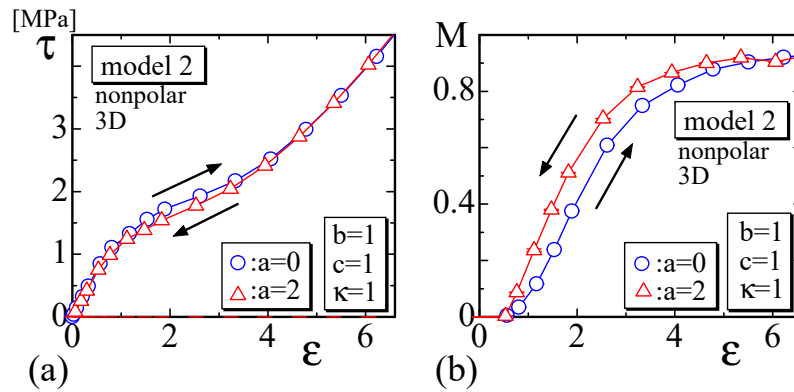 [MPa]
τ
4
3
2
1
0
model 2
nonpolar
3D
:a=0
:a=2
b=1
c=1
κ=1
0 2 4 6
ε
(a)
M
0.8
0.4
0
model 2
nonpolar
3D
:a=0
:a=2
b=1
c=1
κ=1
0 2 4 6
ε
(b)